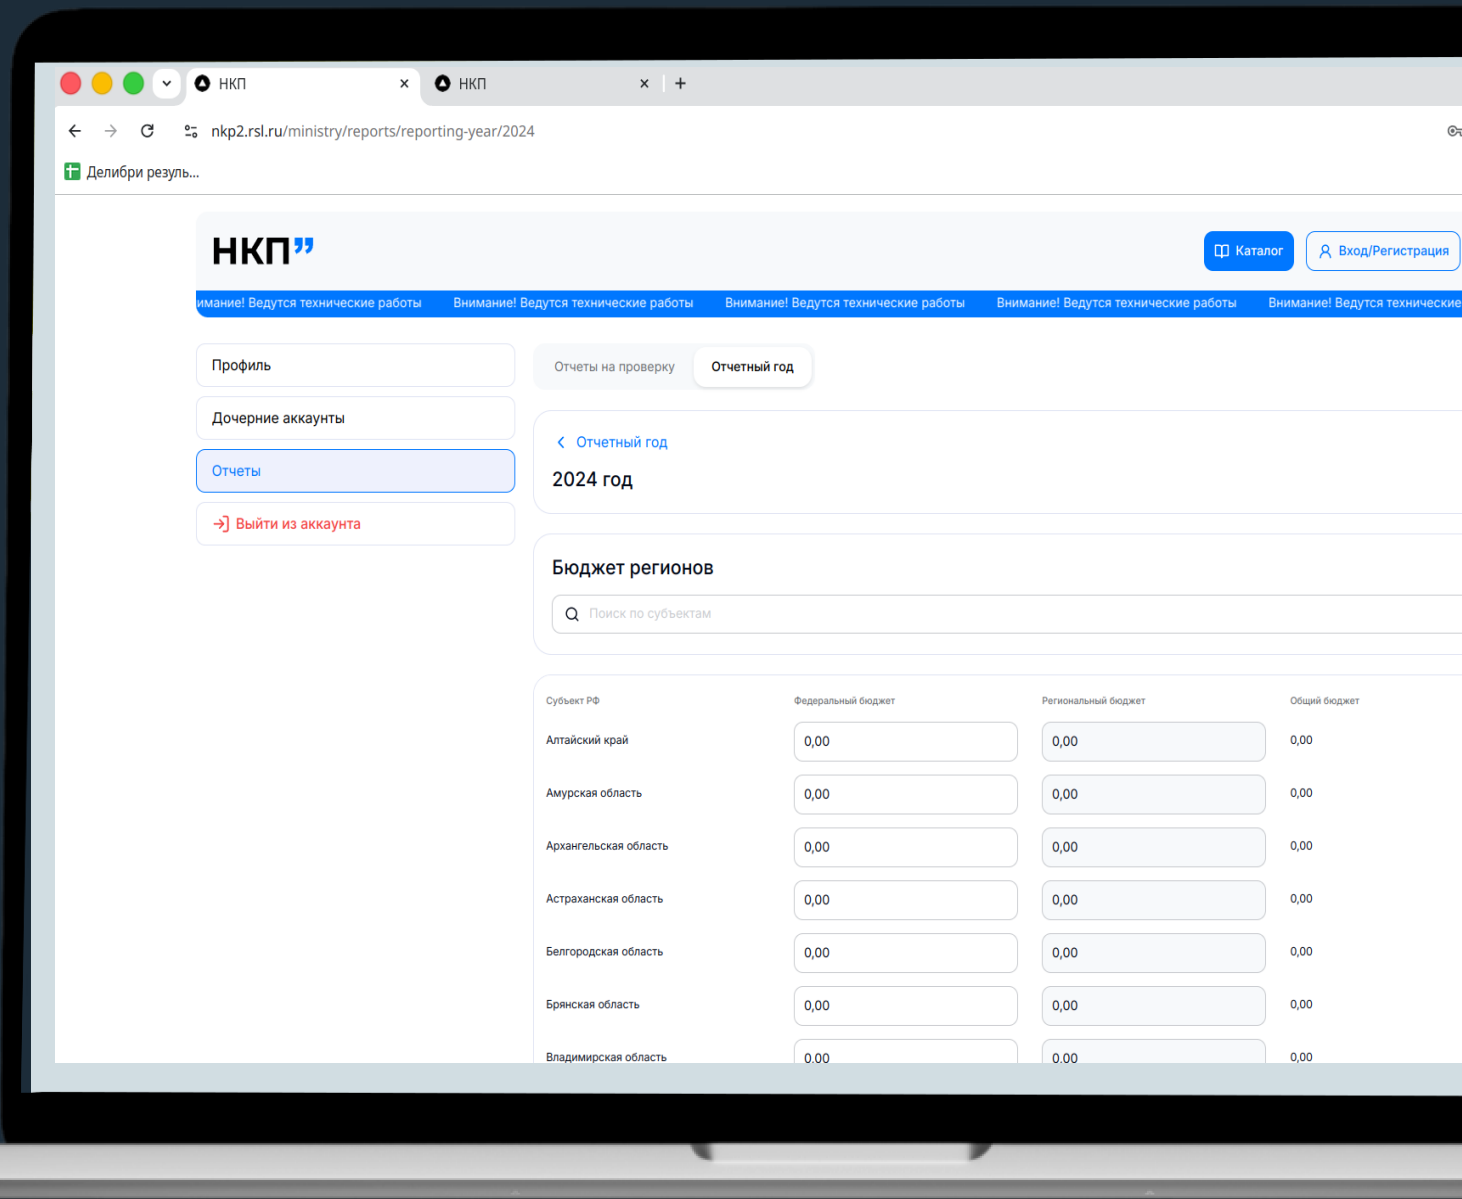 НКП
НКП
nkp2.rsl.ru/ministry/reports/reporting-year/2024
Делибри резуль...
НКП”
Каталог
Вход/Регистрация
имание! Ведутся технические работы Внимание! Ведутся технические работы Внимание! Ведутся технические работы Внимание! Ведутся технические работы Внимание! Ведутся технические
Профиль
Дочерние аккаунты
Отчеты
Выйти из аккаунта
Отчеты на проверку Отчетный год
Отчетный год
2024 год
Бюджет регионов
Поиск по субъектам
Субъект РФ Федеральный бюджет Региональный бюджет Общий бюджет
Алтайский край 0,00 0,00 0,00
Амурская область 0,00 0,00 0,00
Архангельская область 0,00 0,00 0,00
Астраханская область 0,00 0,00 0,00
Белгородская область 0,00 0,00 0,00
Брянская область 0,00 0,00 0,00
Владимирская область 0,00 0,00 0,00